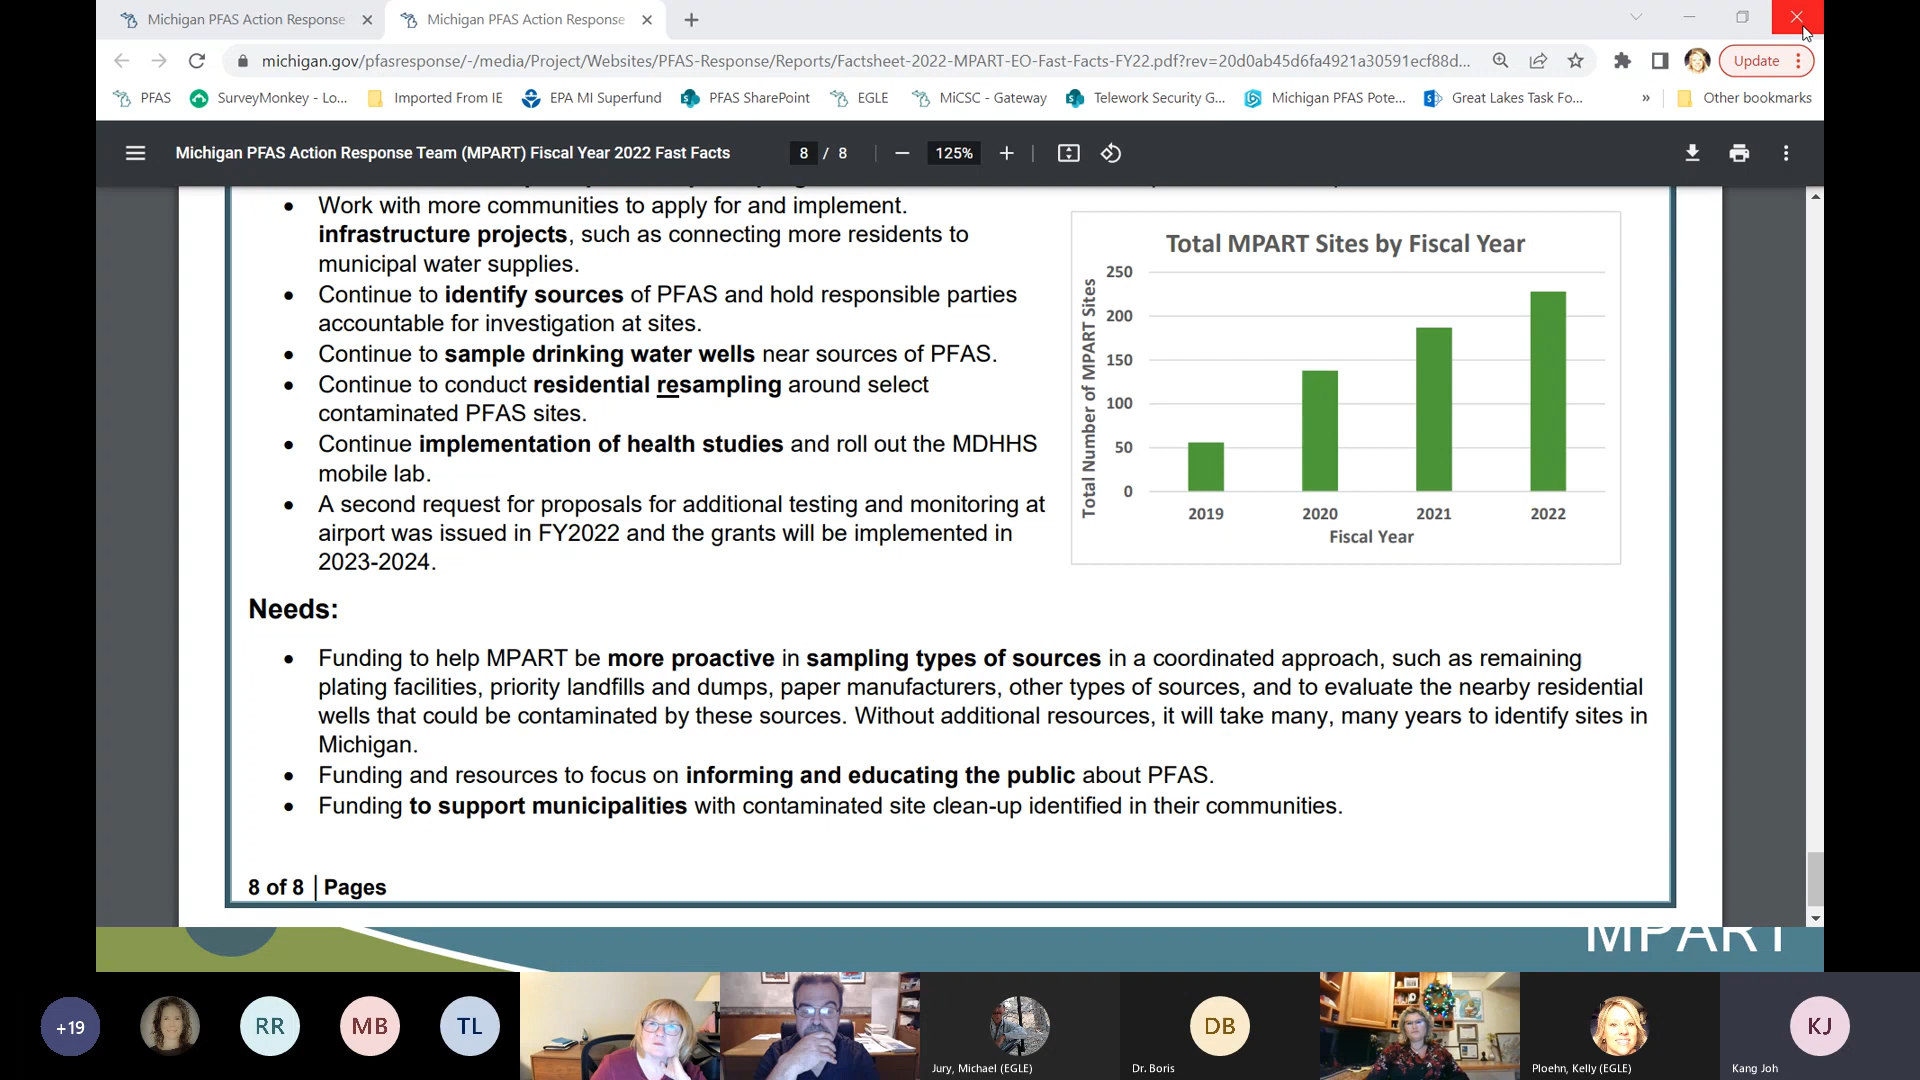 Michigan PFAS Action Response
Michigan PFAS Action Response
michigan.gov/pfasresponse/-/media/Project/Websites/PFAS-Response/Reports/Factsheet-2022-MPART-EO-Fast-Facts-FY22.pdf?rev=20d0ab45d6fa4921a30591ecf88d...
Update
PFAS
SurveyMonkey - Lo...
Imported From IE
EPA MI Superfund
PFAS SharePoint
EGLE
MiCSC - Gateway
Telework Security G...
Michigan PFAS Pote...
Great Lakes Task Fo...
»
Other bookmarks
Michigan PFAS Action Response Team (MPART) Fiscal Year 2022 Fast Facts
8 / 8
125%
• Work with more communities to apply for and implement.
infrastructure projects, such as connecting more residents to
municipal water supplies.
• Continue to identify sources of PFAS and hold responsible parties
accountable for investigation at sites.
• Continue to sample drinking water wells near sources of PFAS.
• Continue to conduct residential resampling around select
contaminated PFAS sites.
• Continue implementation of health studies and roll out the MDHHS
mobile lab.
• A second request for proposals for additional testing and monitoring at
airport was issued in FY2022 and the grants will be implemented in
2023-2024.
Total MPART Sites by Fiscal Year
Total Number of MPART Sites
250
200
150
100
50
0
2019 2020 2021 2022
Fiscal Year
Needs:
• Funding to help MPART be more proactive in sampling types of sources in a coordinated approach, such as remaining
plating facilities, priority landfills and dumps, paper manufacturers, other types of sources, and to evaluate the nearby residential
wells that could be contaminated by these sources. Without additional resources, it will take many, many years to identify sites in
Michigan.
• Funding and resources to focus on informing and educating the public about PFAS.
• Funding to support municipalities with contaminated site clean-up identified in their communities.
8 of 8 | Pages
MPART
+19
RR
MB
TL
Jury, Michael (EGLE)
DB
Dr. Boris
Ploehn, Kelly (EGLE)
KJ
Kang Joh